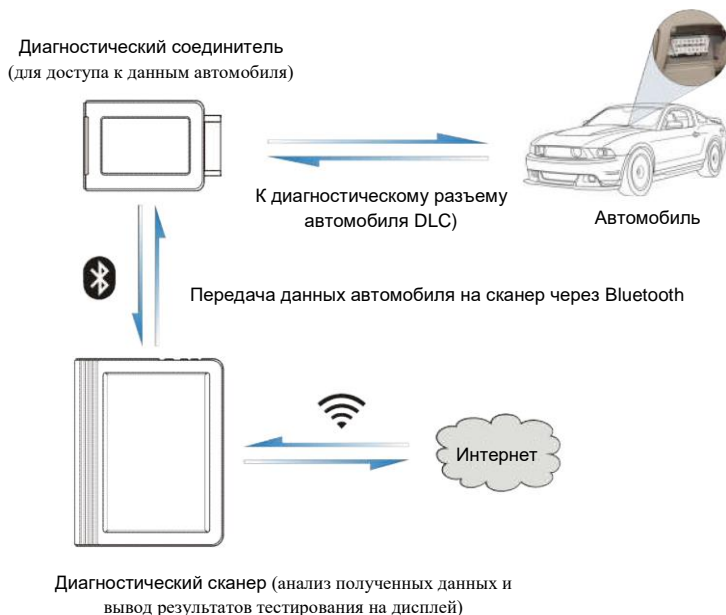 Диагностический соединитель
(для доступа к данным автомобиля)
К диагностическому разъему
автомобиля DLC)
Автомобиль
Передача данных автомобиля на сканер через Bluetooth
Интернет
Диагностический сканер (анализ полученных данных и
вывод результатов тестирования на дисплей)